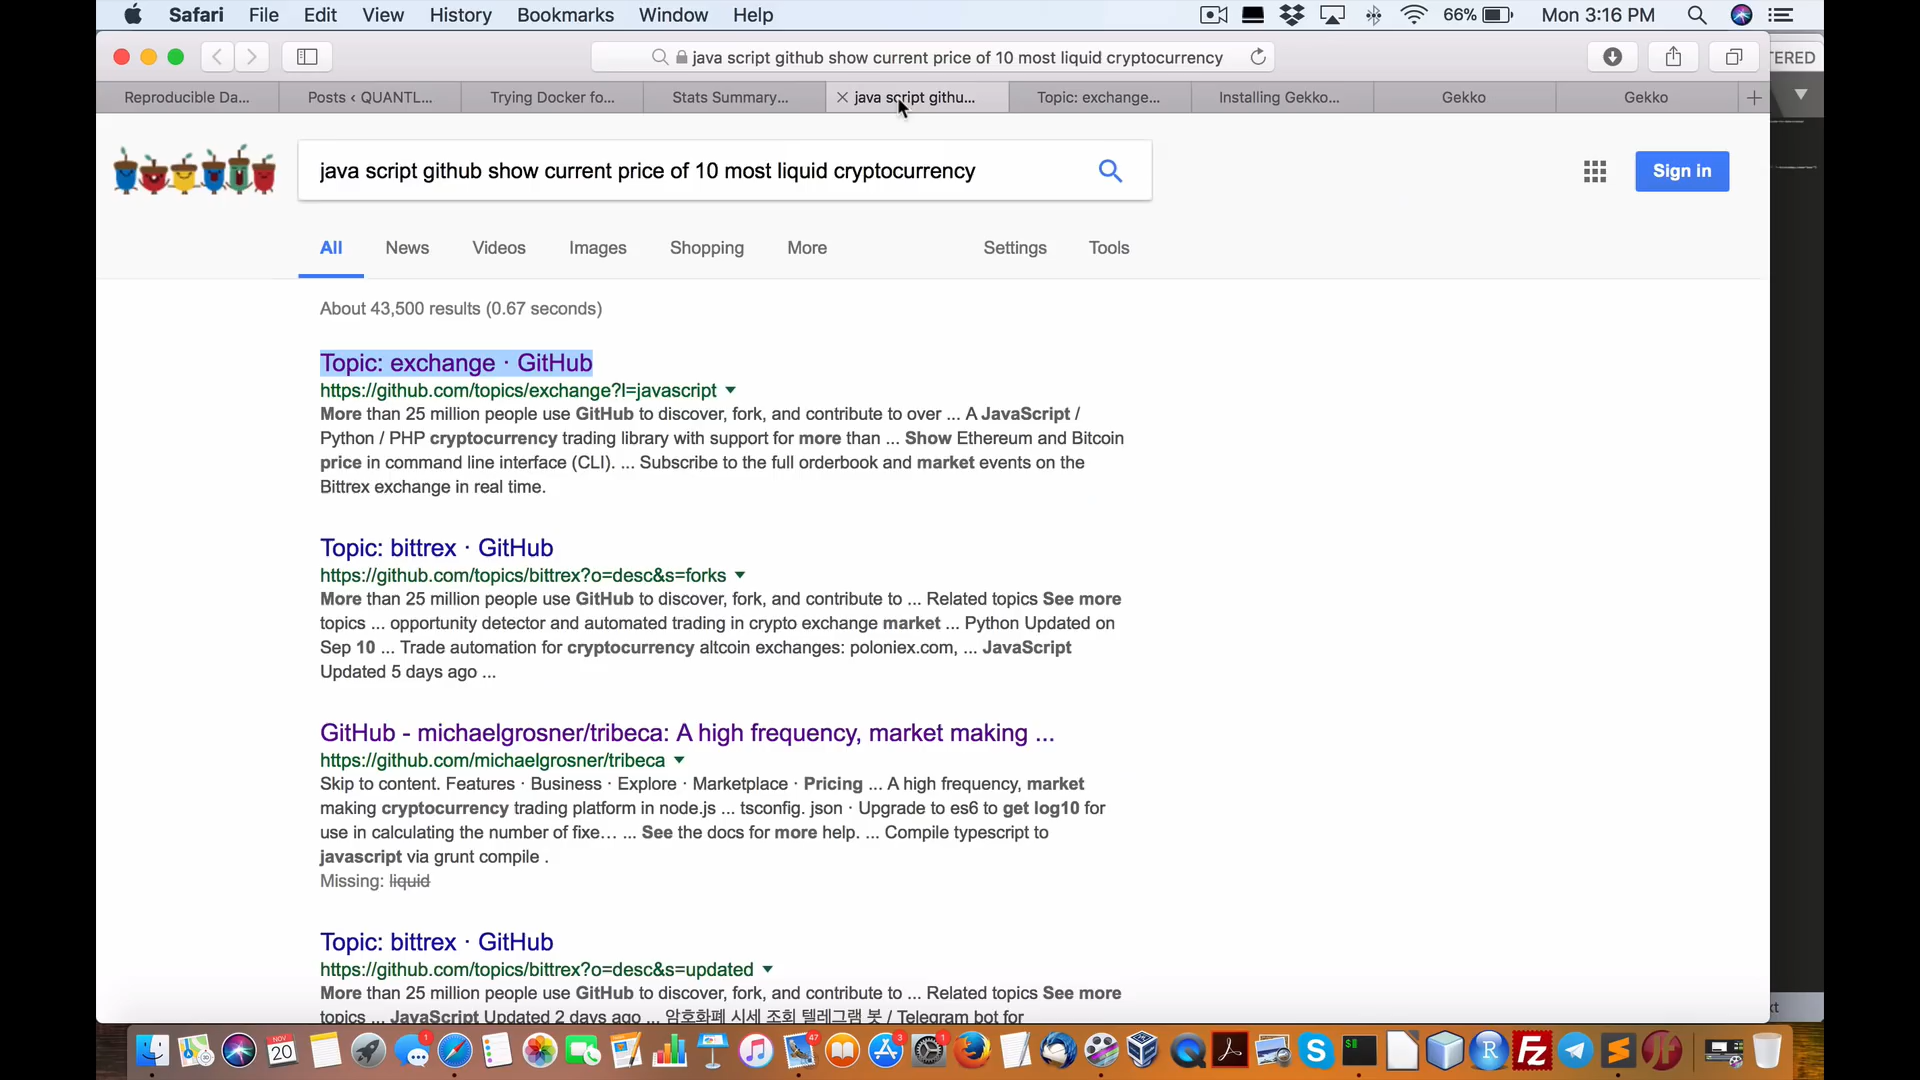 Safari File Edit View History Bookmarks Window Help 66% Mon 3:16 PM
java script github show current price of 10 most liquid cryptocurrency
TERED
Reproducible Da... Posts ‹ QUANTL... Trying Docker fo... Stats Summary... java script githu... Topic: exchange... Installing Gekko... Gekko Gekko
java script github show current price of 10 most liquid cryptocurrency
Sign in
All News Videos Images Shopping More Settings Tools
About 43,500 results (0.67 seconds)
Topic: exchange · GitHub
https://github.com/topics/exchange?l=javascript
More than 25 million people use GitHub to discover, fork, and contribute to over ... A JavaScript /
Python / PHP cryptocurrency trading library with support for more than ... Show Ethereum and Bitcoin
price in command line interface (CLI). ... Subscribe to the full orderbook and market events on the
Bittrex exchange in real time.
Topic: bittrex · GitHub
https://github.com/topics/bittrex?o=desc&s=forks
More than 25 million people use GitHub to discover, fork, and contribute to ... Related topics See more
topics ... opportunity detector and automated trading in crypto exchange market ... Python Updated on
Sep 10 ... Trade automation for cryptocurrency altcoin exchanges: poloniex.com, ... JavaScript
Updated 5 days ago ...
GitHub - michaelgrosner/tribeca: A high frequency, market making ...
https://github.com/michaelgrosner/tribeca
Skip to content. Features · Business · Explore · Marketplace · Pricing ... A high frequency, market
making cryptocurrency trading platform in node.js ... tsconfig. json · Upgrade to es6 to get log10 for
use in calculating the number of fixe... ... See the docs for more help. ... Compile typescript to
javascript via grunt compile .
Missing: liquid
Topic: bittrex · GitHub
https://github.com/topics/bittrex?o=desc&s=updated
More than 25 million people use GitHub to discover, fork, and contribute to ... Related topics See more
topics ... JavaScript Updated 2 days ago ... 암호화폐 시세 조회 텔레그램 봇 / Telegram bot for
NOV
20
1
47
3
1
S
$
R
FZ